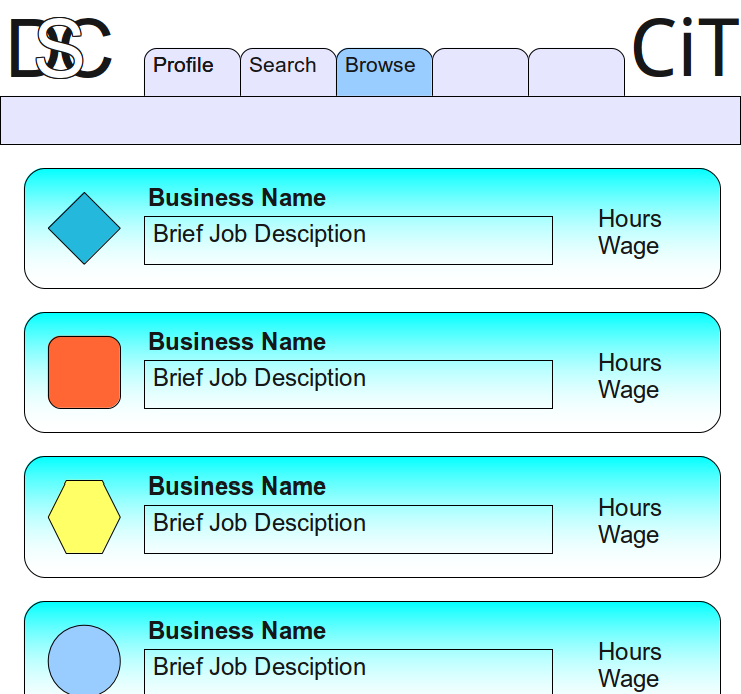 DSC
CiT
Profile
Search
Browse
Business Name
Brief Job Desciption
Hours
Wage
Business Name
Brief Job Desciption
Hours
Wage
Business Name
Brief Job Desciption
Hours
Wage
Business Name
Brief Job Desciption
Hours
Wage